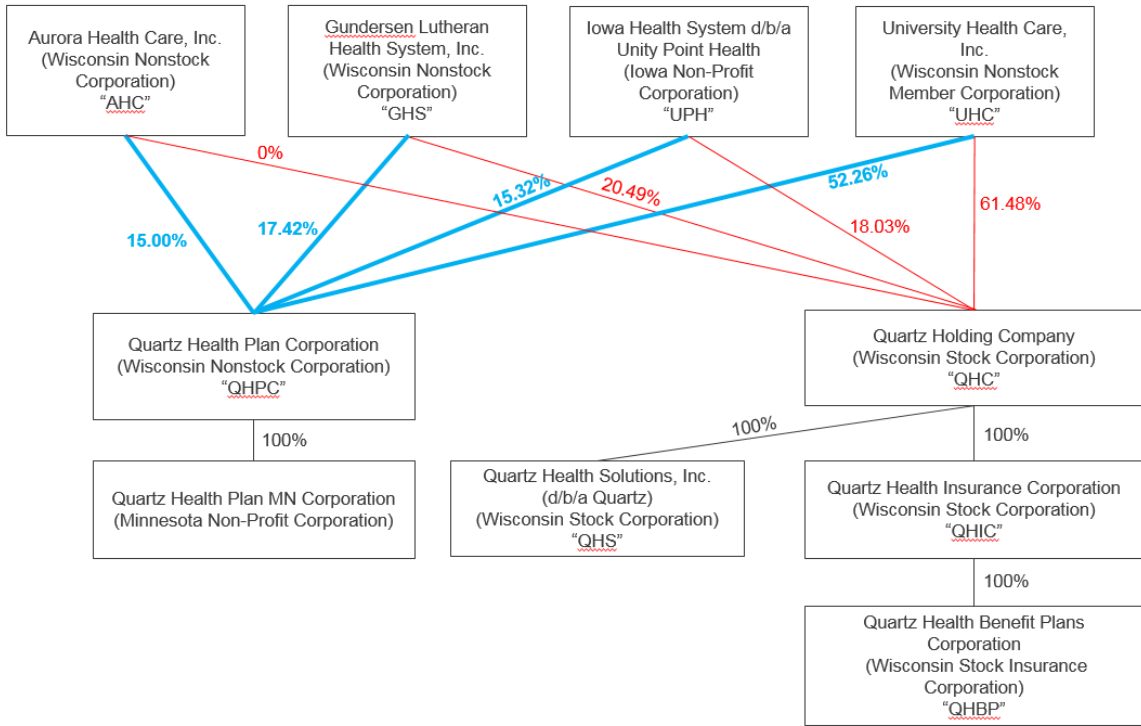 Aurora Health Care, Inc.
(Wisconsin Nonstock
Corporation)
“AHC”
Gundersen Lutheran
Health System, Inc.
(Wisconsin Nonstock
Corporation)
“GHS”
Iowa Health System d/b/a
Unity Point Health
(Iowa Non-Profit
Corporation)
“UPH”
University Health Care,
Inc.
(Wisconsin Nonstock
Member Corporation)
“UHC”
0%
15.32%
20.49%
52.26%
15.00%
17.42%
18.03%
61.48%
Quartz Health Plan Corporation
(Wisconsin Nonstock Corporation)
“QHPC”
Quartz Holding Company
(Wisconsin Stock Corporation)
“QHC”
100%
100%
100%
Quartz Health Plan MN Corporation
(Minnesota Non-Profit Corporation)
Quartz Health Solutions, Inc.
(d/b/a Quartz)
(Wisconsin Stock Corporation)
“QHS”
Quartz Health Insurance Corporation
(Wisconsin Stock Corporation)
“QHIC”
100%
Quartz Health Benefit Plans
Corporation
(Wisconsin Stock Insurance
Corporation)
“QHBP”